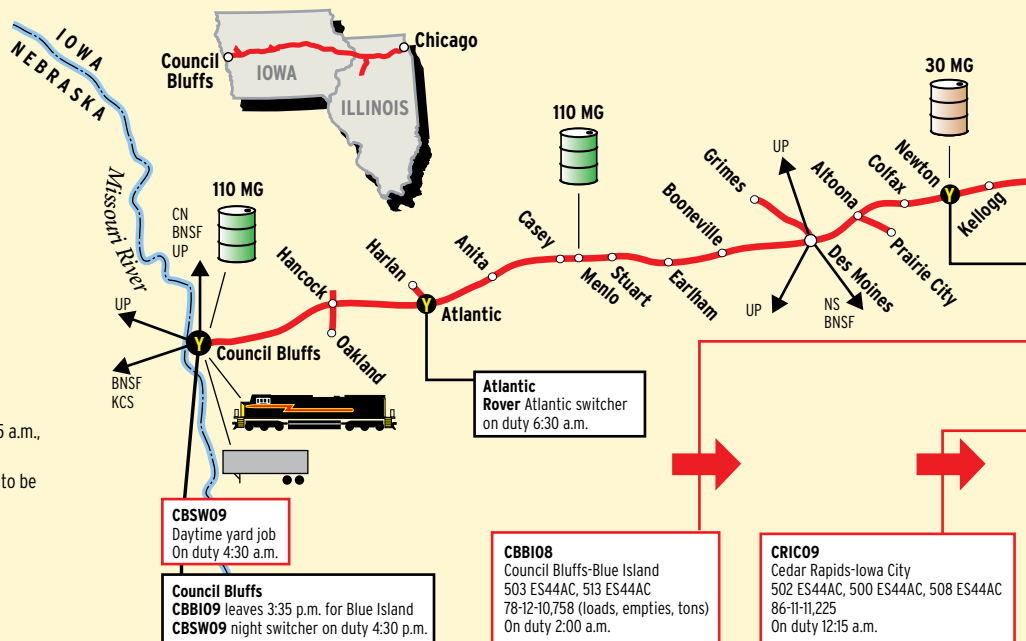 IOWA
NEBRASKA
Missouri River
Council
Bluffs
IOWA
ILLINOIS
Chicago
110 MG
CN
BNSF
UP
UP
BNSF
KCS
Y
Council Bluffs
Hancock
Oakland
Harlan
Y
Atlantic
Anita
110 MG
Casey
Menlo
Stuart
Earlham
Booneville
Grimes
UP
UP
NS
BNSF
Des Moines
Altoona
Prairie City
Colfax
30 MG
Newton
Y
Kellogg
5 a.m.,
to be
Atlantic
Rover Atlantic switcher
on duty 6:30 a.m.
CBSW09
Daytime yard job
On duty 4:30 a.m.
Council Bluffs
CBBI09 leaves 3:35 p.m. for Blue Island
CBSW09 night switcher on duty 4:30 p.m.
CBBI08
Council Bluffs-Blue Island
503 ES44AC, 513 ES44AC
78-12-10,758 (loads, empties, tons)
On duty 2:00 a.m.
CRIC09
Cedar Rapids-Iowa City
502 ES44AC, 500 ES44AC, 508 ES44AC
86-11-11,225
On duty 12:15 a.m.